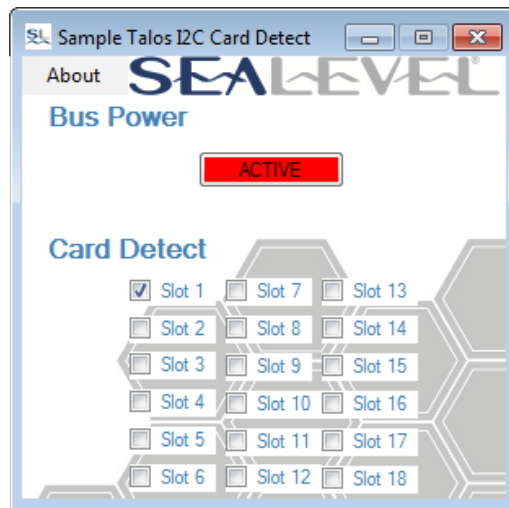 SL Sample Talos I2C Card Detect
About SEALEVEL®
Bus Power
ACTIVE
Card Detect
Slot 1 Slot 7 Slot 13
Slot 2 Slot 8 Slot 14
Slot 3 Slot 9 Slot 15
Slot 4 Slot 10 Slot 16
Slot 5 Slot 11 Slot 17
Slot 6 Slot 12 Slot 18